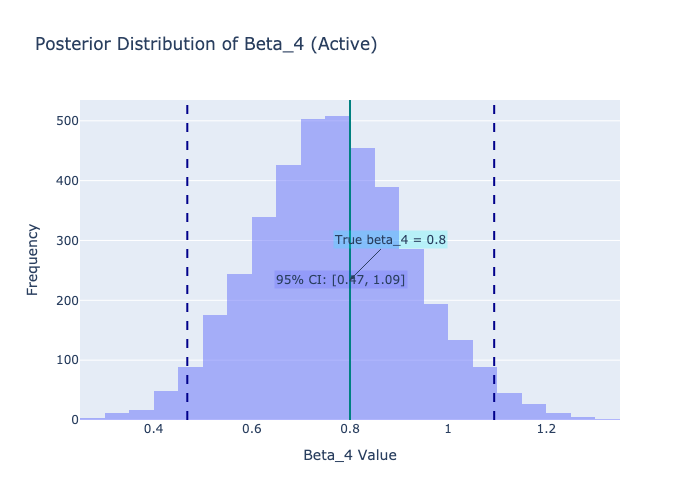 Posterior Distribution of Beta_4 (Active)
500
400
300
200
100
0
Frequency
True beta_4 = 0.8
95% CI: [0.47, 1.09]
0.4
0.6
0.8
1
1.2
Beta_4 Value